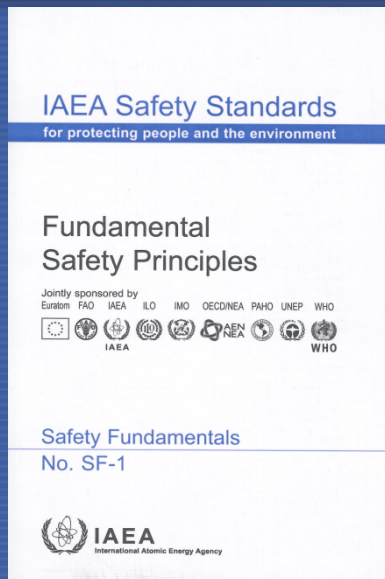 IAEA Safety Standards
for protecting people and the environment
Fundamental
Safety Principles
Jointly sponsored by
Euratom FAO IAEA ILO IMO OECD/NEA PAHO UNEP WHO
AEN
NEA
IAEA
WHO
Safety Fundamentals
No. SF-1
IAEA
International Atomic Energy Agency